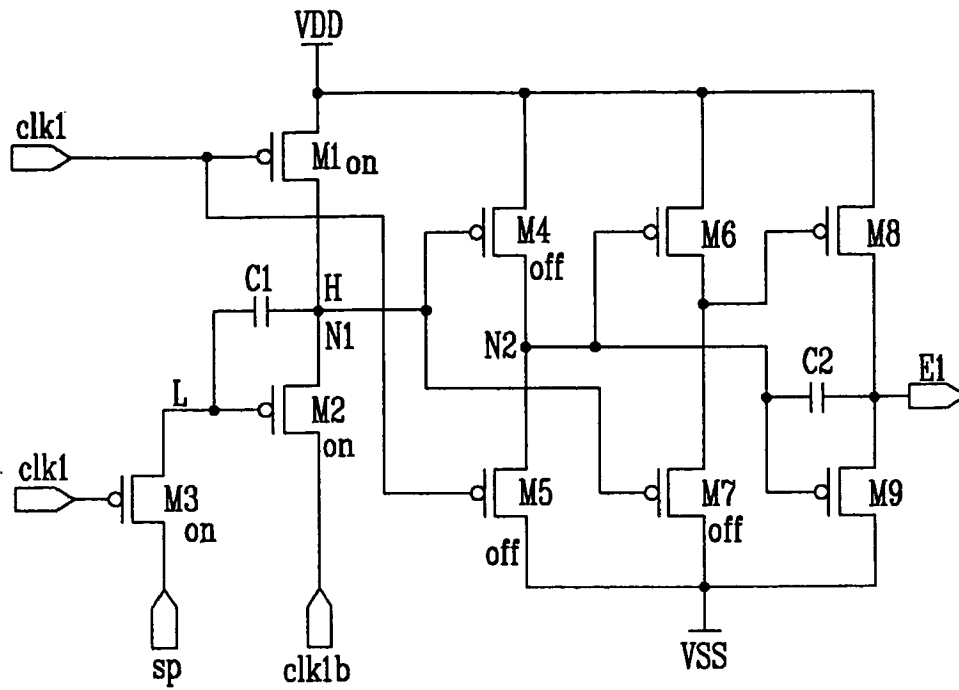 VDD
clk1
M1 on
M4
off
M6
M8
C1
H
N1
N2
C2
E1
L
M2
on
clk1
M3
on
M5
off
M7
off
M9
sp
clk1b
VSS